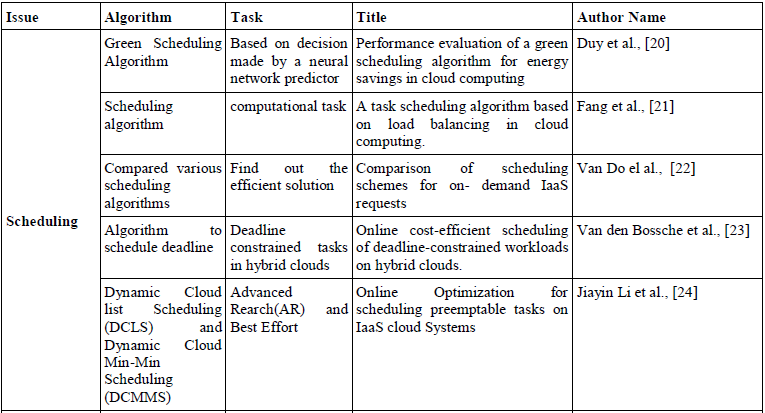 Issue Algorithm Task Title Author Name
Scheduling
Green Scheduling
Algorithm
Based on decision
made by a neural
network predictor
Performance evaluation of a green
scheduling algorithm for energy
savings in cloud computing
Duy et al., [20]
Scheduling
algorithm
computational task
A task scheduling algorithm based
on load balancing in cloud
computing.
Fang et al., [21]
Compared various
scheduling
algorithms
Find out the
efficient solution
Comparison of scheduling
schemes for on- demand IaaS
requests
Van Do el al., [22]
Algorithm to
schedule deadline
Deadline
constrained tasks
in hybrid clouds
Online cost-efficient scheduling
of deadline-constrained workloads
on hybrid clouds.
Van den Bossche et al., [23]
Dynamic Cloud
list Scheduling
(DCLS) and
Dynamic Cloud
Min-Min
Scheduling
(DCMMS)
Advanced
Rearch(AR) and
Best Effort
Online Optimization for
scheduling preemptable tasks on
IaaS cloud Systems
Jiayin Li et al., [24]